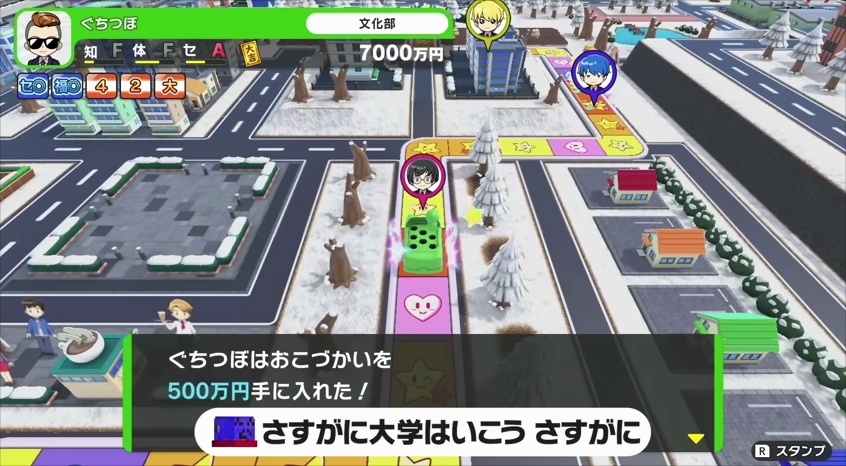 ぐちつぼ
文化部
知 F 体 F セ A 大吉
7000万円
セ◎ 福◎ 4 2 大
ぐちつぼはおこづかいを
500万円手に入れた！
さすがに大学はいこう さすがに
R スタンプ